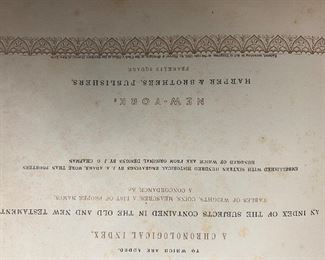 TO WHICH ARE ADDED,
A CHRONOLOGICAL INDEX,
AN INDEX OF THE SUBJECTS CONTAINED IN THE OLD AND NEW TESTAMENT
TABLES OF WEIGHTS, COINS, MEASURES, A LIST OF PROPER NAMES,
A CONCORDANCE, &c
EMBELLISHED WITH SIXTEEN HUNDRED HISTORICAL ENGRAVINGS BY J. A. ADAMS, MORE THAN FOURTEEN
HUNDRED OF WHICH ARE FROM ORIGINAL DESIGNS BY J. G. CHAPMAN
NEW-YORK:
HARPER & BROTHERS, PUBLISHERS,
FRANKLIN SQUARE